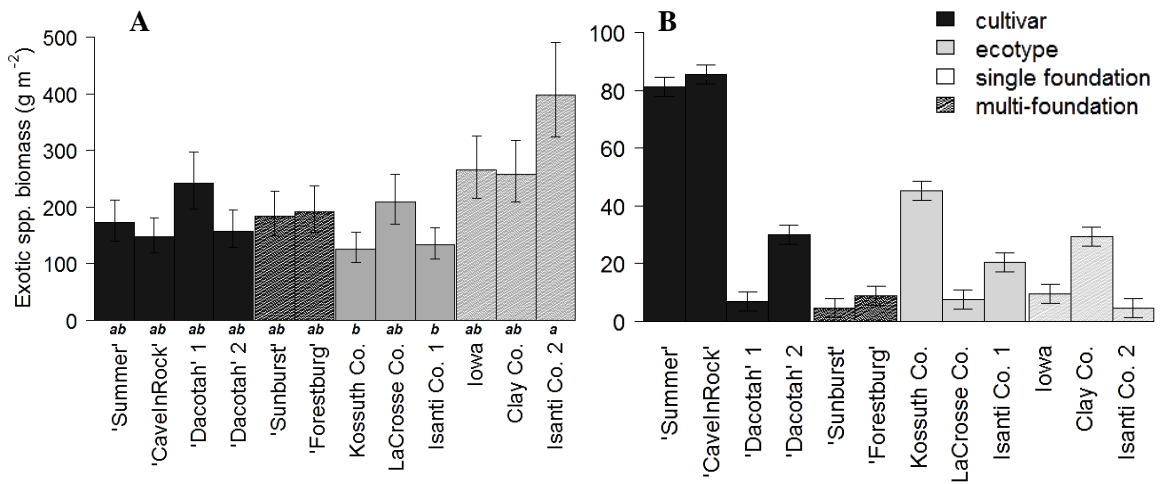 A
B
Exotic spp. biomass (g m⁻²)
500
400
300
200
100
0
ab ab ab ab ab ab b ab b ab ab a
'Summer'
'CaveInRock'
'Dacotah' 1
'Dacotah' 2
'Sunburst'
'Forestburg'
Kossuth Co.
LaCrosse Co.
Isanti Co. 1
Iowa
Clay Co.
Isanti Co. 2
100
80
60
40
20
0
'Summer'
'CaveInRock'
'Dacotah' 1
'Dacotah' 2
'Sunburst'
'Forestburg'
Kossuth Co.
LaCrosse Co.
Isanti Co. 1
Iowa
Clay Co.
Isanti Co. 2
cultivar
ecotype
single foundation
multi-foundation